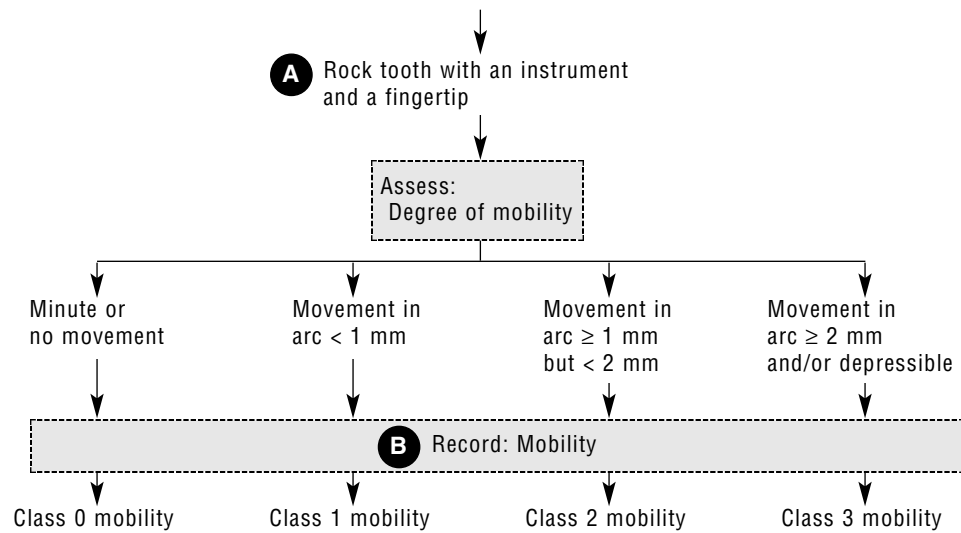 A Rock tooth with an instrument
and a fingertip
Assess:
Degree of mobility
Minute or
no movement
Movement in
arc < 1 mm
Movement in
arc ≥ 1 mm
but < 2 mm
Movement in
arc ≥ 2 mm
and/or depressible
B Record: Mobility
Class 0 mobility
Class 1 mobility
Class 2 mobility
Class 3 mobility